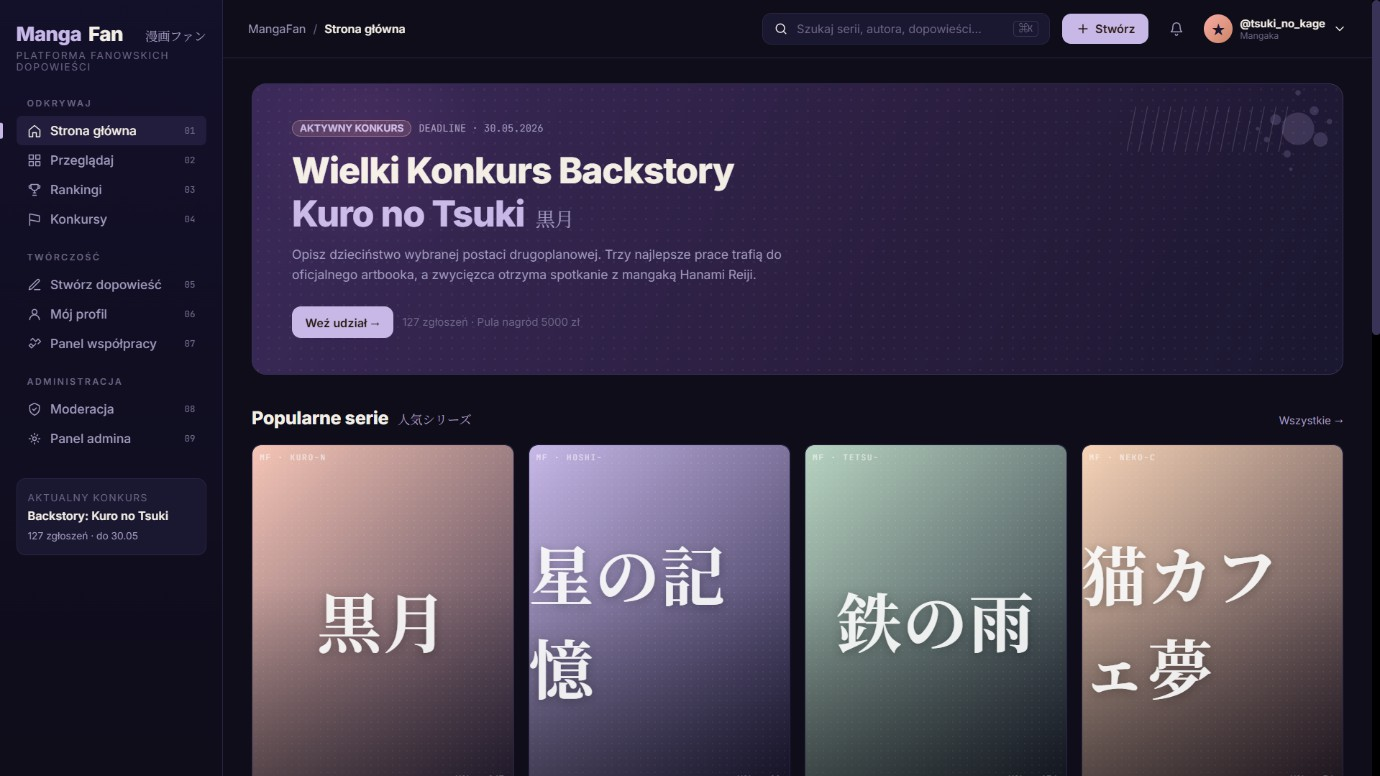 Manga Fan 漫画ファン
PLATFORMA FANOWSKICH
DOPOWIEŚCI
ODKRYWAJ
Strona główna 01
Przeglądaj 02
Rankingi 03
Konkursy 04
TWÓRCZOŚĆ
Stwórz dopowieść 05
Mój profil 06
Panel współpracy 07
ADMINISTRACJA
Moderacja 08
Panel admina 09
AKTUALNY KONKURS
Backstory: Kuro no Tsuki
127 zgłoszeń · do 30.05
MangaFan / Strona główna
Szukaj serii, autora, dopowieści... ⌘K
+ Stwórz
@tsuki_no_kage
Mangaka
AKTYWNY KONKURS DEADLINE · 30.05.2026
Wielki Konkurs Backstory
Kuro no Tsuki 黒月
Opisz dzieciństwo wybranej postaci drugoplanowej. Trzy najlepsze prace trafią do
oficjalnego artbooka, a zwycięzca otrzyma spotkanie z mangaką Hanami Reiji.
Weź udział →
127 zgłoszeń · Pula nagród 5000 zł
Popularne serie 人気シリーズ
Wszystkie →
MF · KURO-N
黒月
MF · HOSHI-
星の記
憶
MF · TETSU-
鉄の雨
MF · NEKO-C
猫カフ
ェ夢